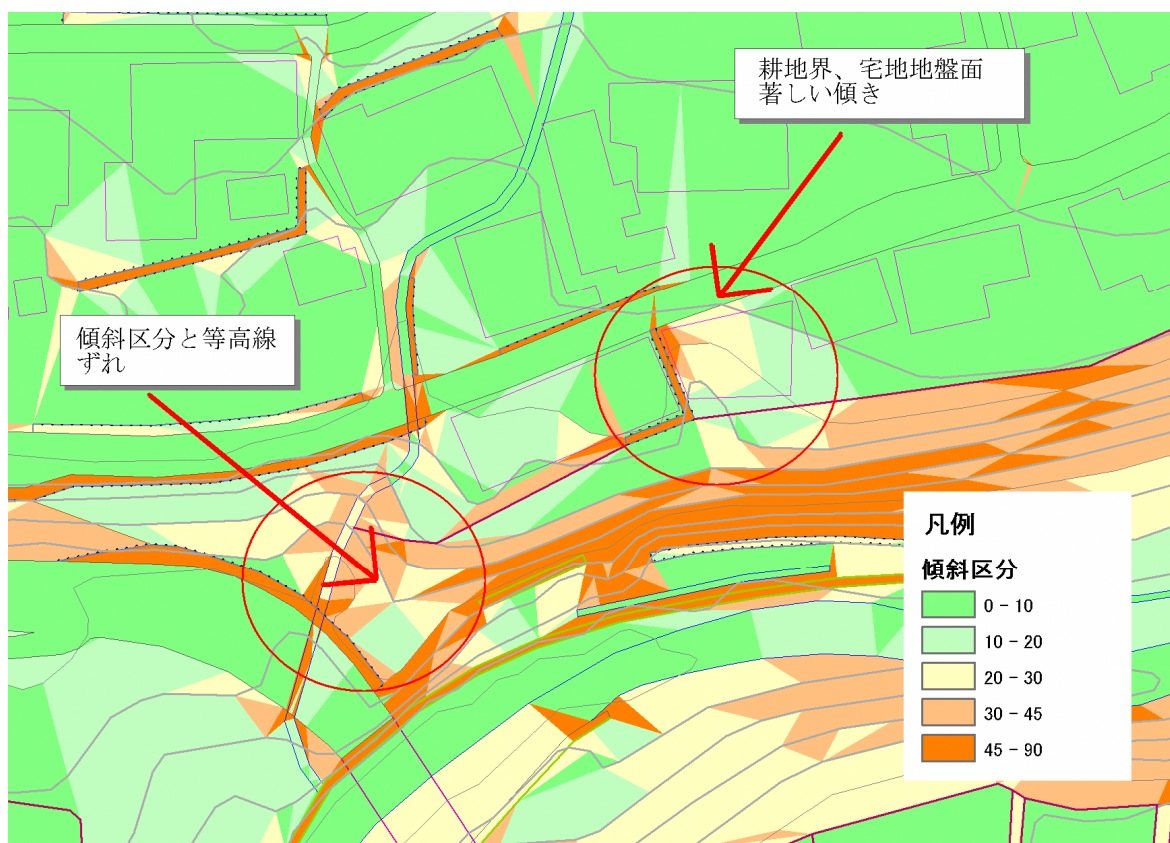 耕地界、宅地地盤面
著しい傾き
傾斜区分と等高線
ずれ
凡例
傾斜区分
0 - 10
10 - 20
20 - 30
30 - 45
45 - 90